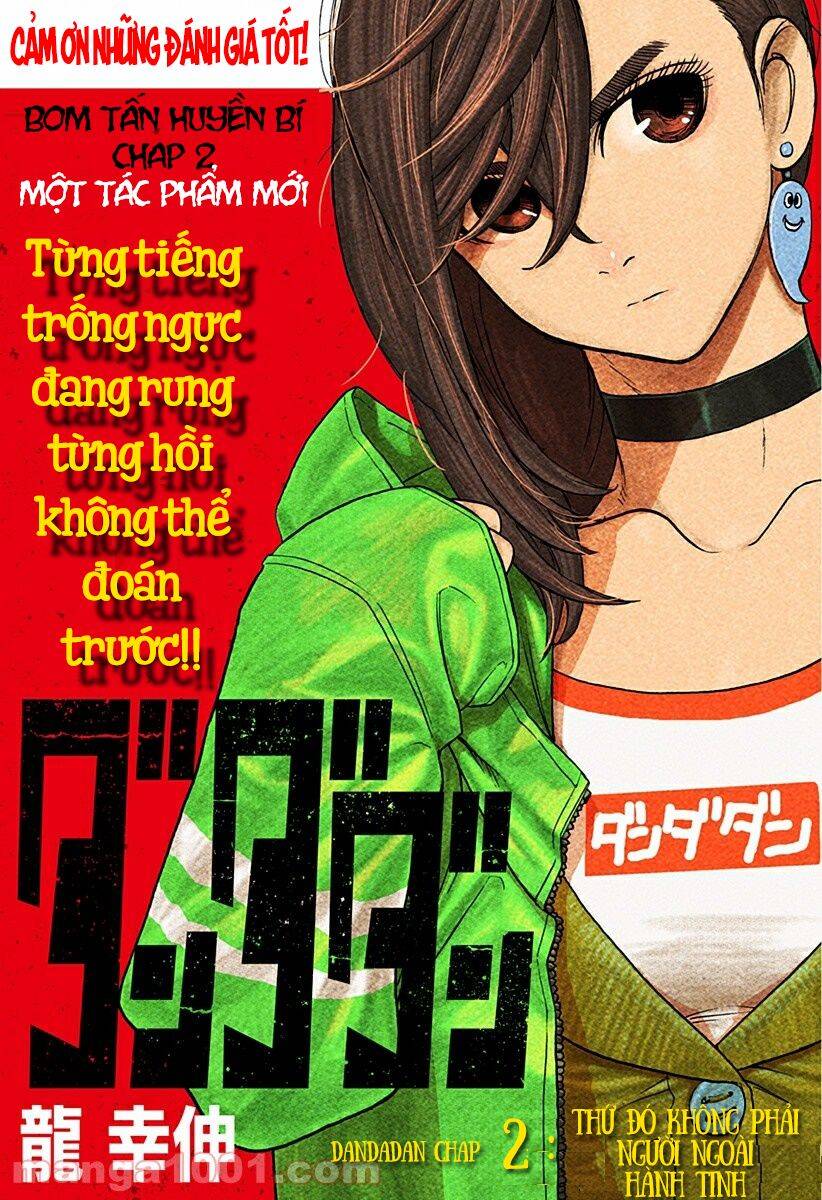 CẢM ƠN NHỮNG ĐÁNH GIÁ TỐT!
BOM TẤN HUYỀN BÍ
CHAP 2,
MỘT TÁC PHẨM MỚI
Từng tiếng
trống ngực
đang rung
từng hồi
không thể
đoán
trước!!
ダンダダン
ダンダダン
龍 幸伸
manga1001.com
DANDADAN CHAP 2 :
THỨ ĐÓ KHÔNG PHẢI
NGƯỜI NGOÀI
HÀNH TINH